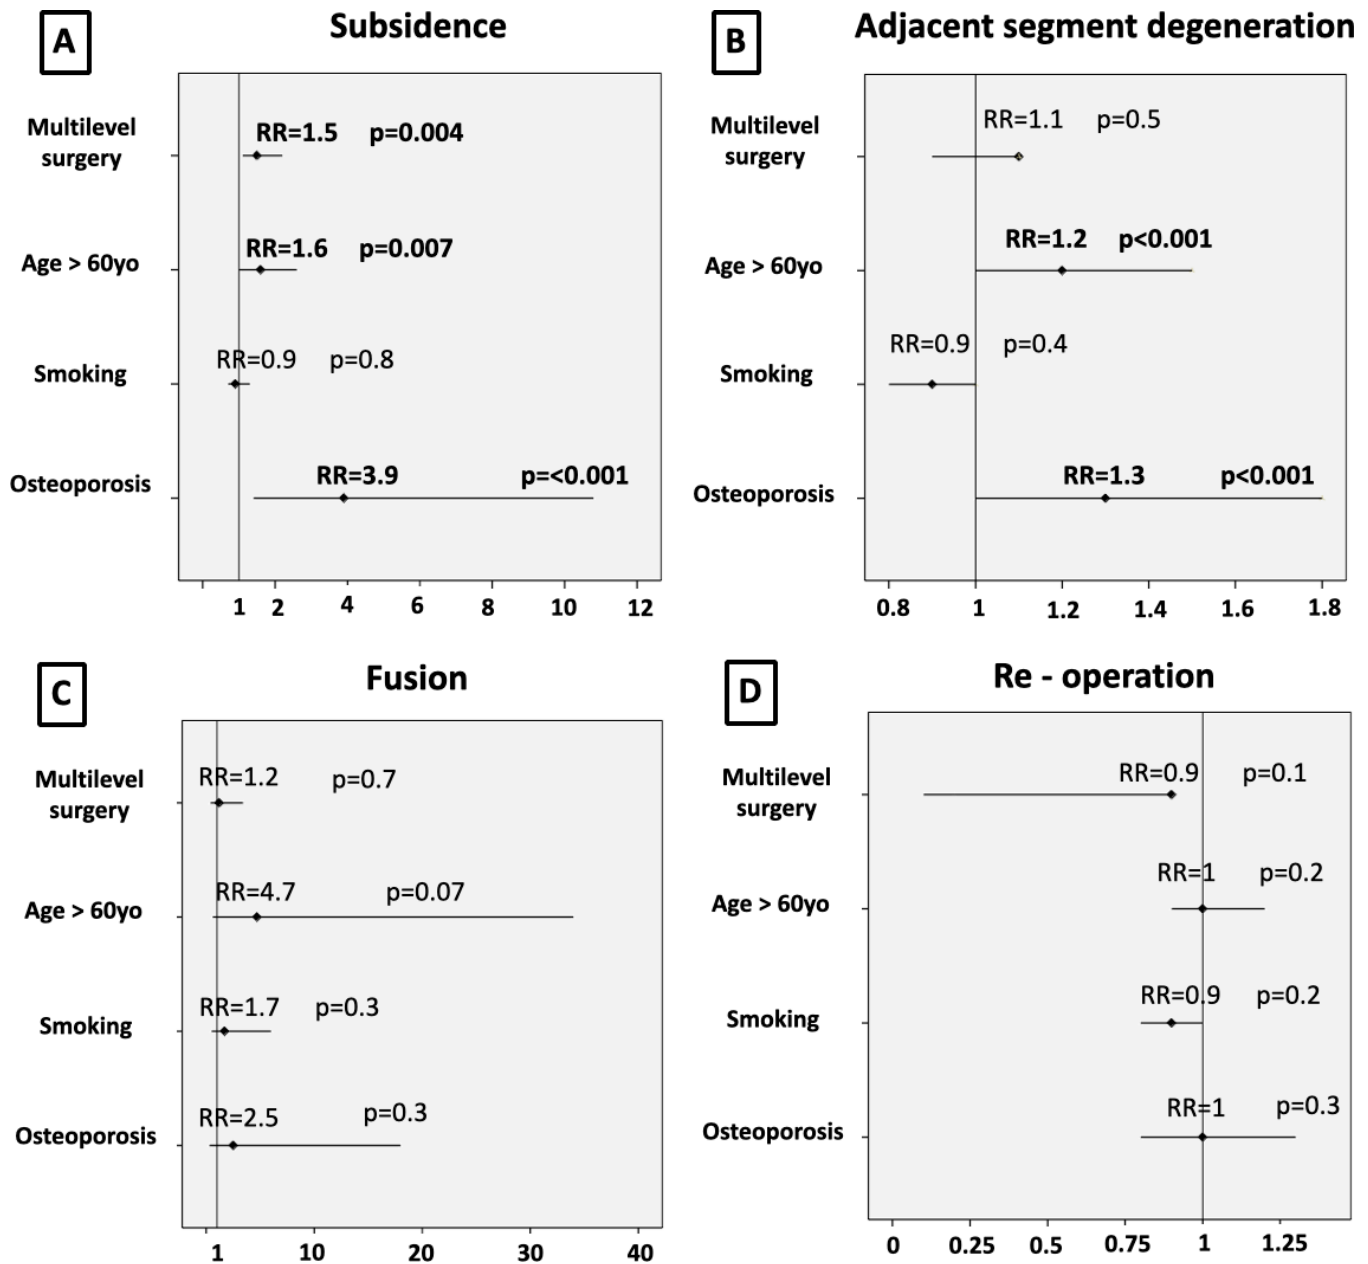 A
Subsidence
Multilevel
surgery
RR=1.5 p=0.004
Age > 60yo
RR=1.6 p=0.007
Smoking
RR=0.9 p=0.8
Osteoporosis
RR=3.9 p=<0.001
1 2 4 6 8 10 12
B
Adjacent segment degeneration
Multilevel
surgery
RR=1.1 p=0.5
Age > 60yo
RR=1.2 p<0.001
Smoking
RR=0.9 p=0.4
Osteoporosis
RR=1.3 p<0.001
0.8 1 1.2 1.4 1.6 1.8
C
Fusion
Multilevel
surgery
RR=1.2 p=0.7
Age > 60yo
RR=4.7 p=0.07
Smoking
RR=1.7 p=0.3
Osteoporosis
RR=2.5 p=0.3
1 10 20 30 40
D
Re - operation
Multilevel
surgery
RR=0.9 p=0.1
Age > 60yo
RR=1 p=0.2
Smoking
RR=0.9 p=0.2
Osteoporosis
RR=1 p=0.3
0 0.25 0.5 0.75 1 1.25